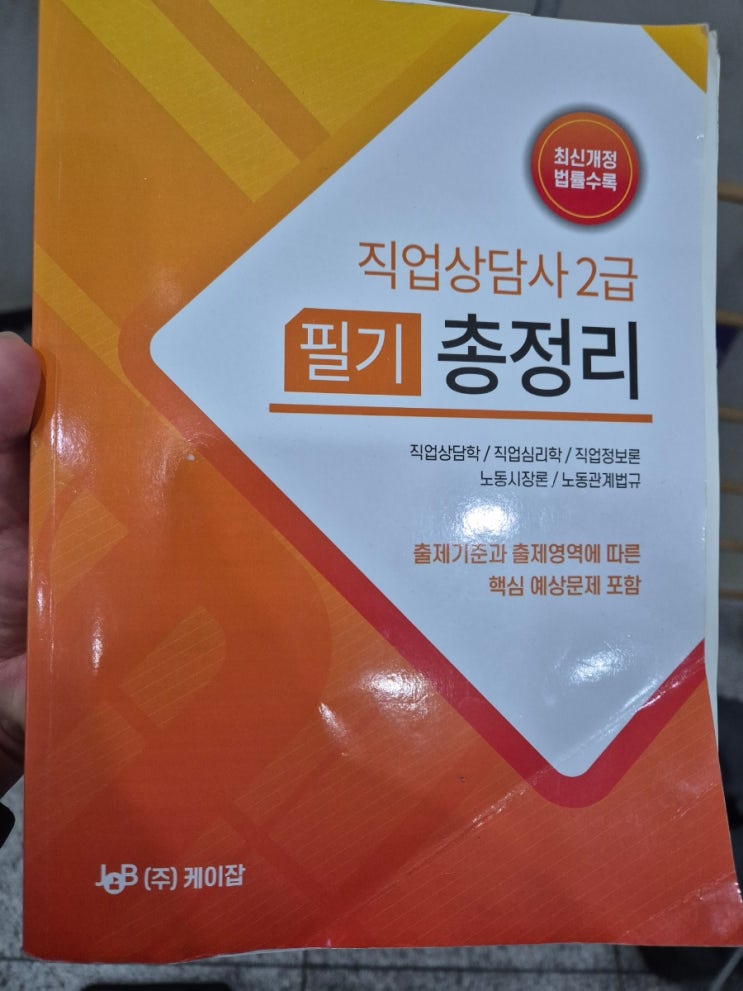 최신개정
법률수록
직업상담사 2급
필기 총정리
직업상담학 / 직업심리학 / 직업정보론
노동시장론 / 노동관계법규
출제기준과 출제영역에 따른
핵심 예상문제 포함
JOB (주) 케이잡